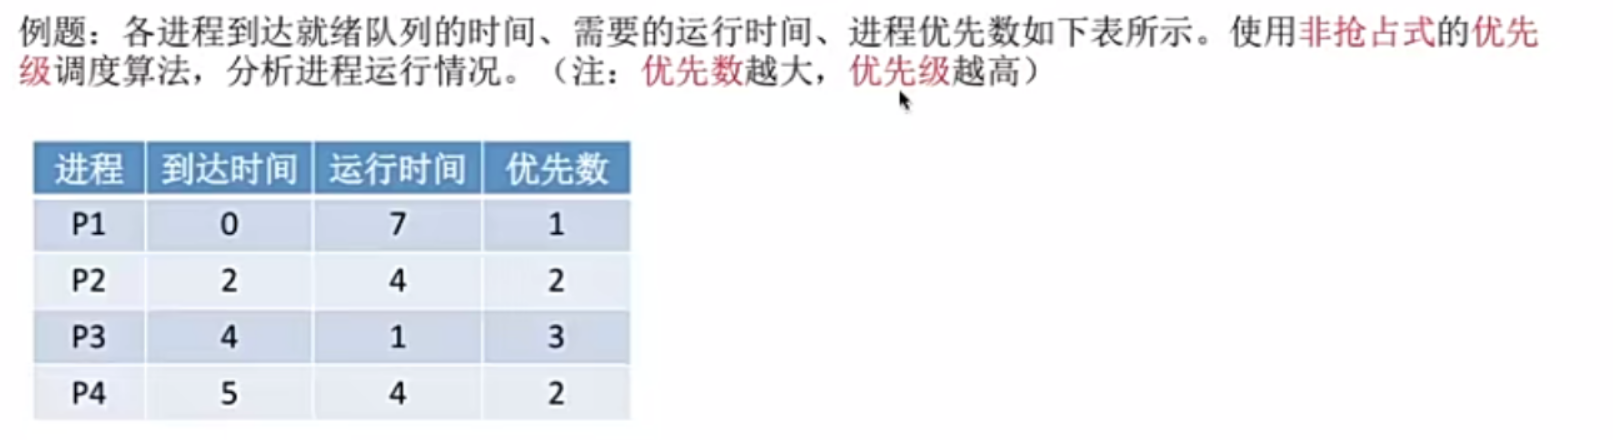 例题：各进程到达就绪队列的时间、需要的运行时间、进程优先数如下表所示。使用非抢占式的优先
级调度算法，分析进程运行情况。（注：优先数越大，优先级越高）
进程 到达时间 运行时间 优先数
P1 0 7 1
P2 2 4 2
P3 4 1 3
P4 5 4 2